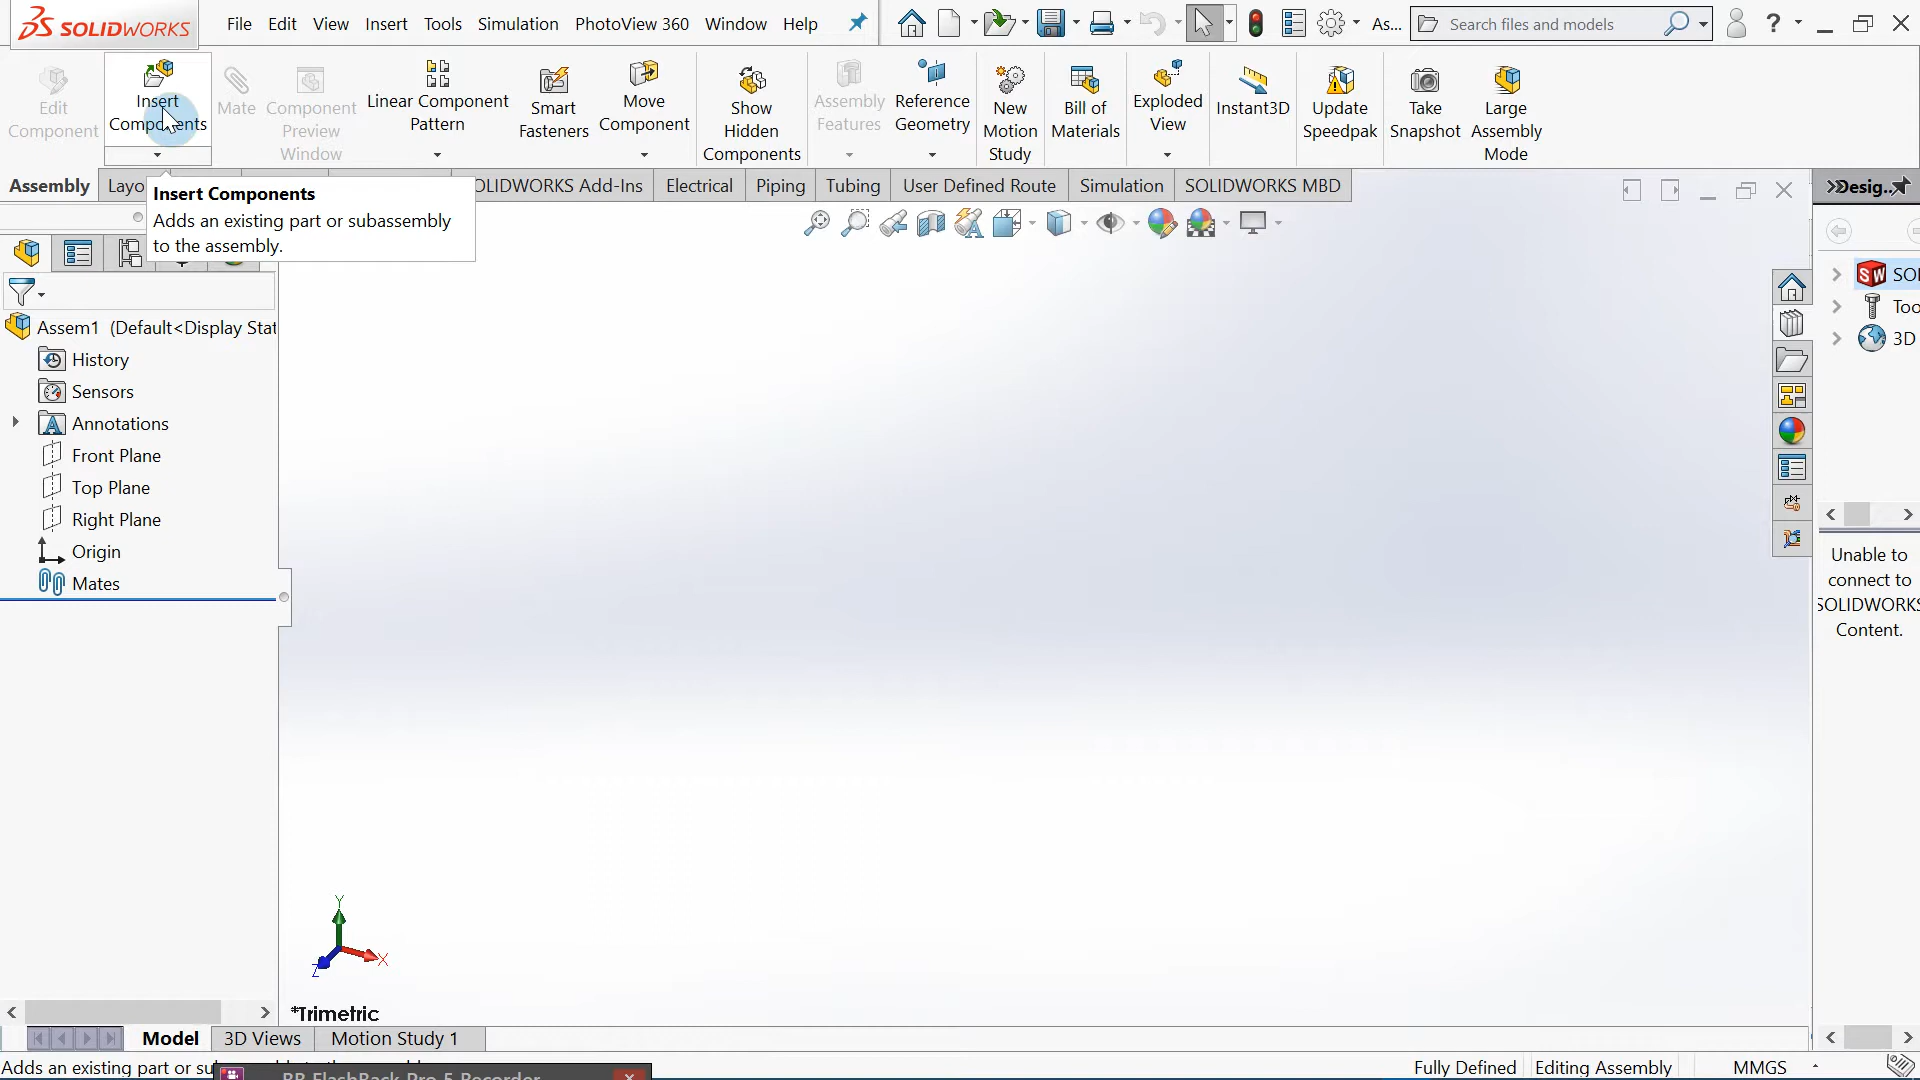 SOLIDWORKS
File Edit View Insert Tools Simulation PhotoView 360 Window Help
As...
Search files and models
?
Edit Component
Insert Components
Mate
Component Preview Window
Linear Component Pattern
Smart Fasteners
Move Component
Show Hidden Components
Assembly Features
Reference Geometry
New Motion Study
Bill of Materials
Exploded View
Instant3D
Update Speedpak
Take Snapshot
Large Assembly Mode
Assembly Layo OLIDWORKS Add-Ins Electrical Piping Tubing User Defined Route Simulation SOLIDWORKS MBD
Desig...
Insert Components
Adds an existing part or subassembly
to the assembly.
Assem1 (Default<Display Stat
History
Sensors
Annotations
Front Plane
Top Plane
Right Plane
Origin
Mates
SW SOI
Too
3D
Unable to
connect to
SOLIDWORKS
Content.
Y
X
Z
*Trimetric
Model 3D Views Motion Study 1
Adds an existing part or su
BB FlashBack Pro 5 Recorder
Fully Defined Editing Assembly MMGS